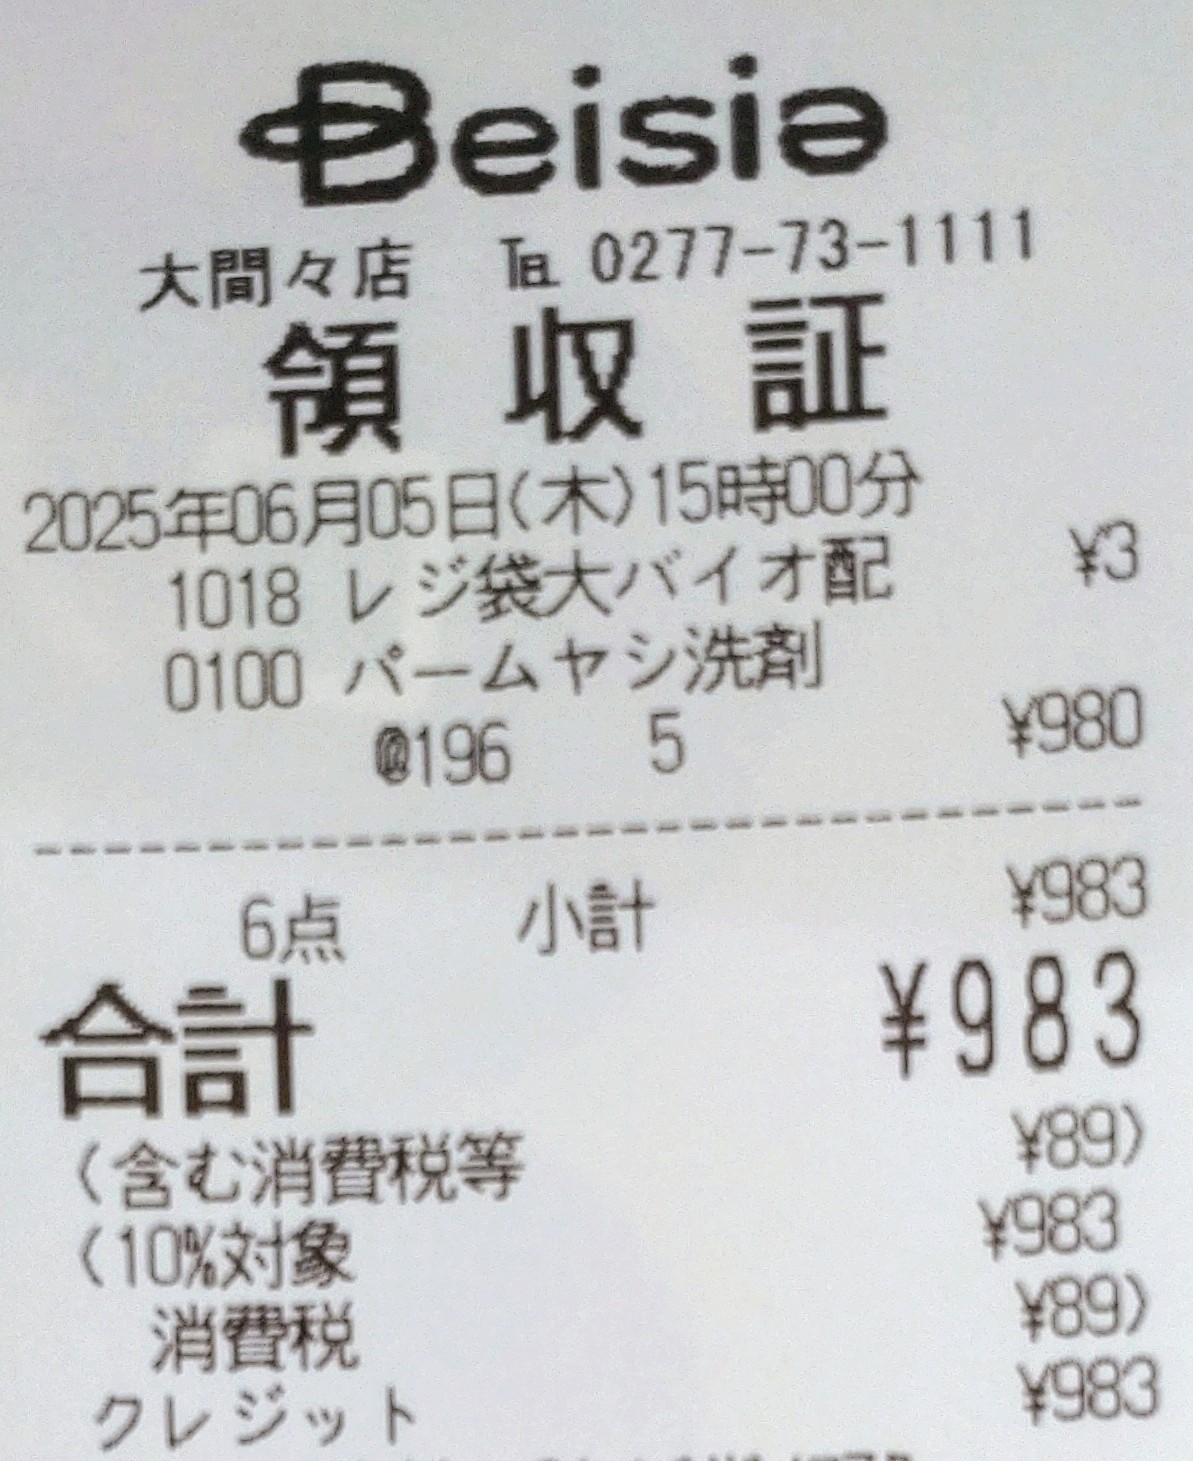 Beisia
大間々店 ℡ 0277-73-1111
領収証
2025年06月05日(木)15時00分
1018 レジ袋大バイオ配 ¥3
0100 パームヤシ洗剤
@196 5 ¥980
6点 小計 ¥983
合計 ¥983
(含む消費税等 ¥89)
(10%対象 ¥983
消費税 ¥89)
クレジット ¥983